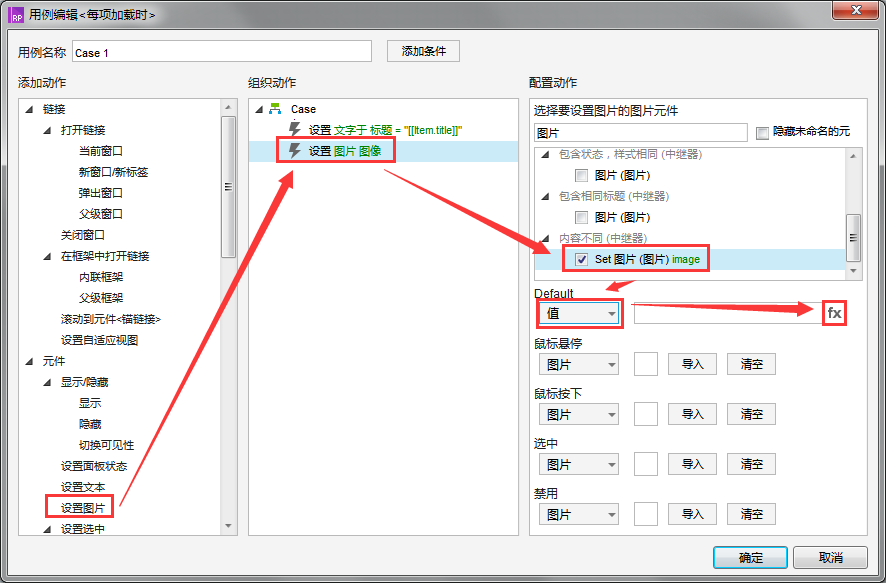 RP 用例编辑<每项加载时>
用例名称 Case 1 添加条件
添加动作
链接
打开链接
当前窗口
新窗口/新标签
弹出窗口
父级窗口
关闭窗口
在框架中打开链接
内联框架
父级框架
滚动到元件<锚链接>
设置自适应视图
元件
显示/隐藏
显示
隐藏
切换可见性
设置面板状态
设置文本
设置图片
设置选中
组织动作
Case
设置 文字于 标题 = "[[Item.title]]"
设置 图片 图像
配置动作
选择要设置图片的图片元件
图片 隐藏未命名的元
包含状态，样式相同 (中继器)
图片 (图片)
包含相同标题 (中继器)
图片 (图片)
内容不同 (中继器)
Set 图片 (图片) image
Default
值 fx
鼠标悬停
图片 导入 清空
鼠标按下
图片 导入 清空
选中
图片 导入 清空
禁用
图片 导入 清空
确定 取消